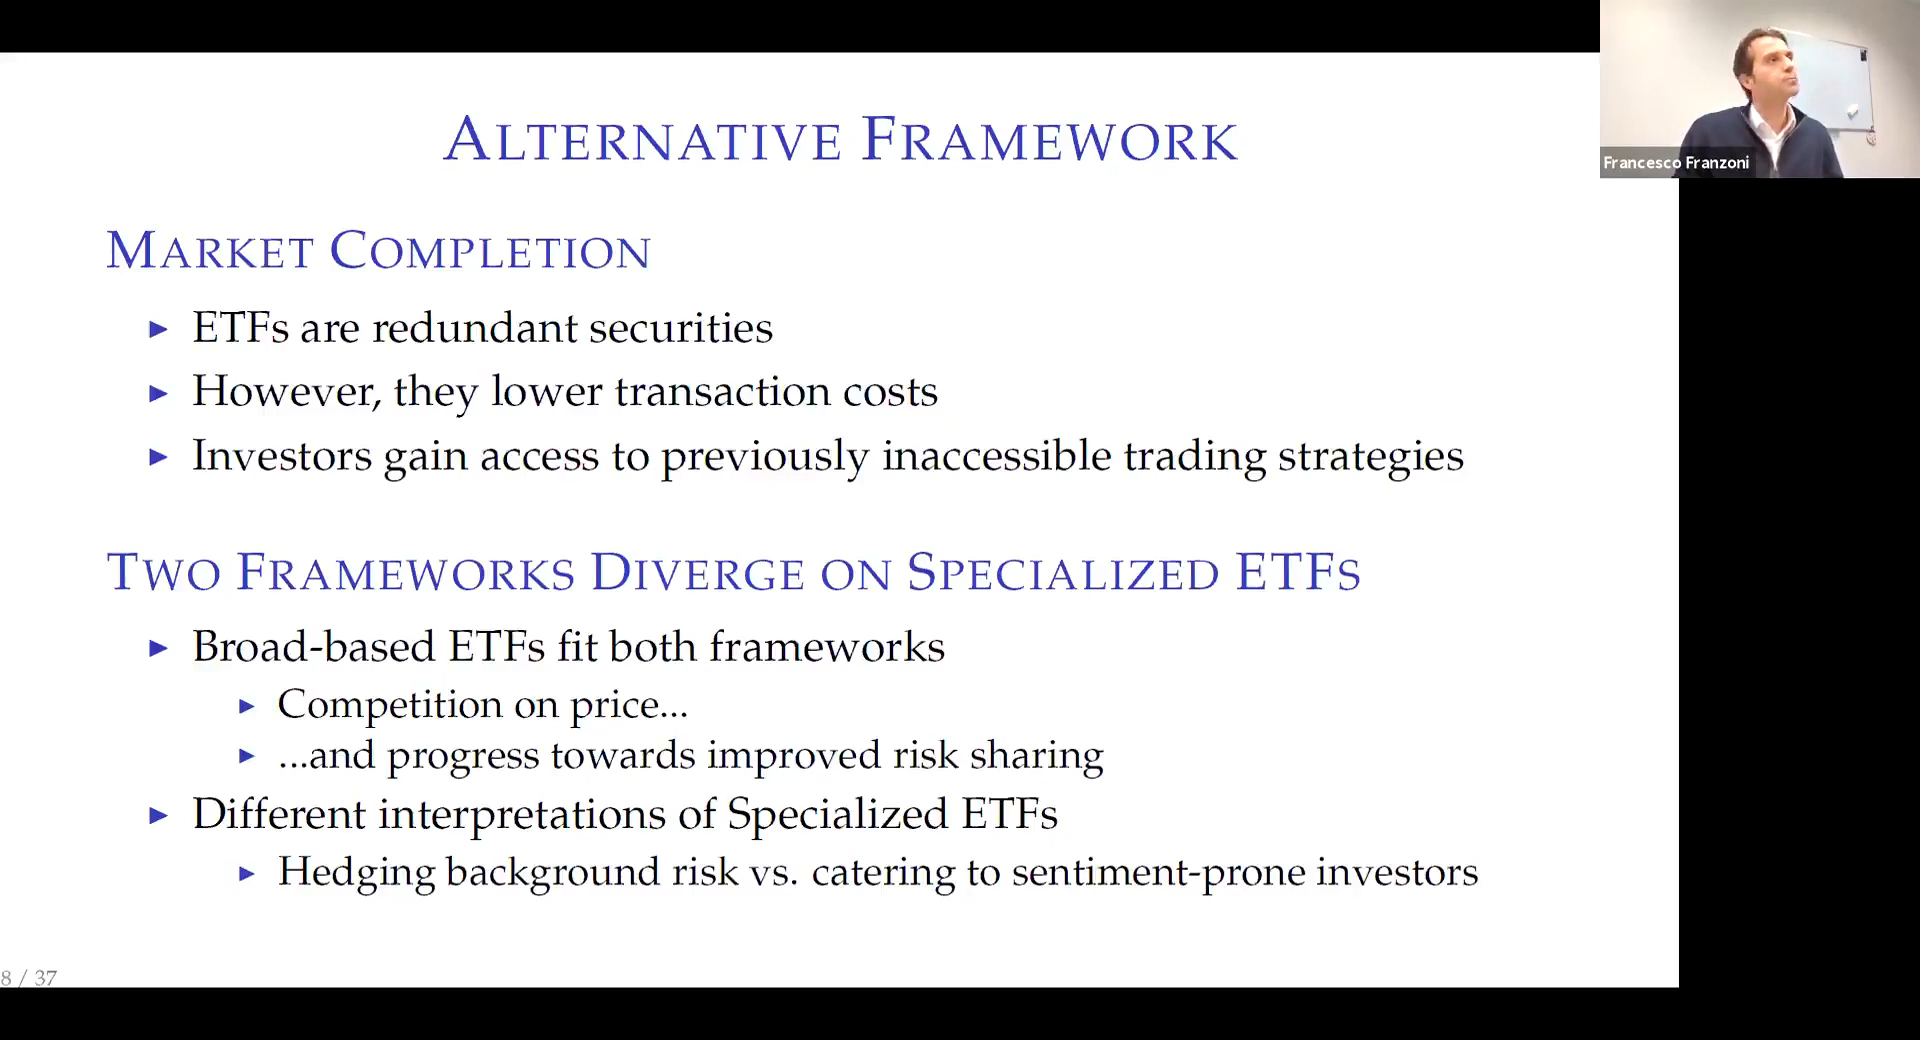 ALTERNATIVE FRAMEWORK
Francesco Franzoni
MARKET COMPLETION
▶ ETFs are redundant securities
▶ However, they lower transaction costs
▶ Investors gain access to previously inaccessible trading strategies
TWO FRAMEWORKS DIVERGE ON SPECIALIZED ETFS
▶ Broad-based ETFs fit both frameworks
▶ Competition on price...
▶ ...and progress towards improved risk sharing
▶ Different interpretations of Specialized ETFs
▶ Hedging background risk vs. catering to sentiment-prone investors
8 / 37